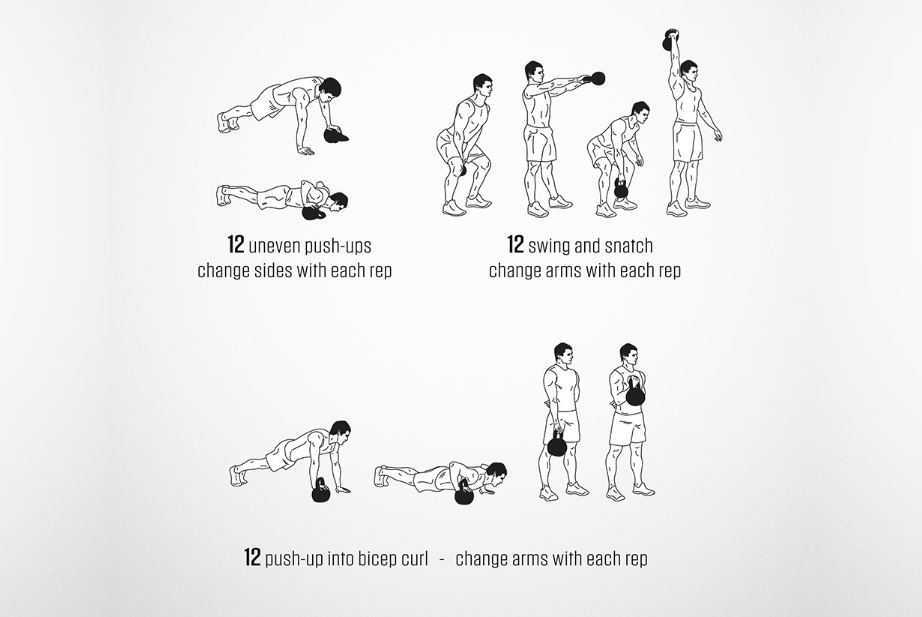 12 uneven push-ups
change sides with each rep
12 swing and snatch
change arms with each rep
12 push-up into bicep curl - change arms with each rep